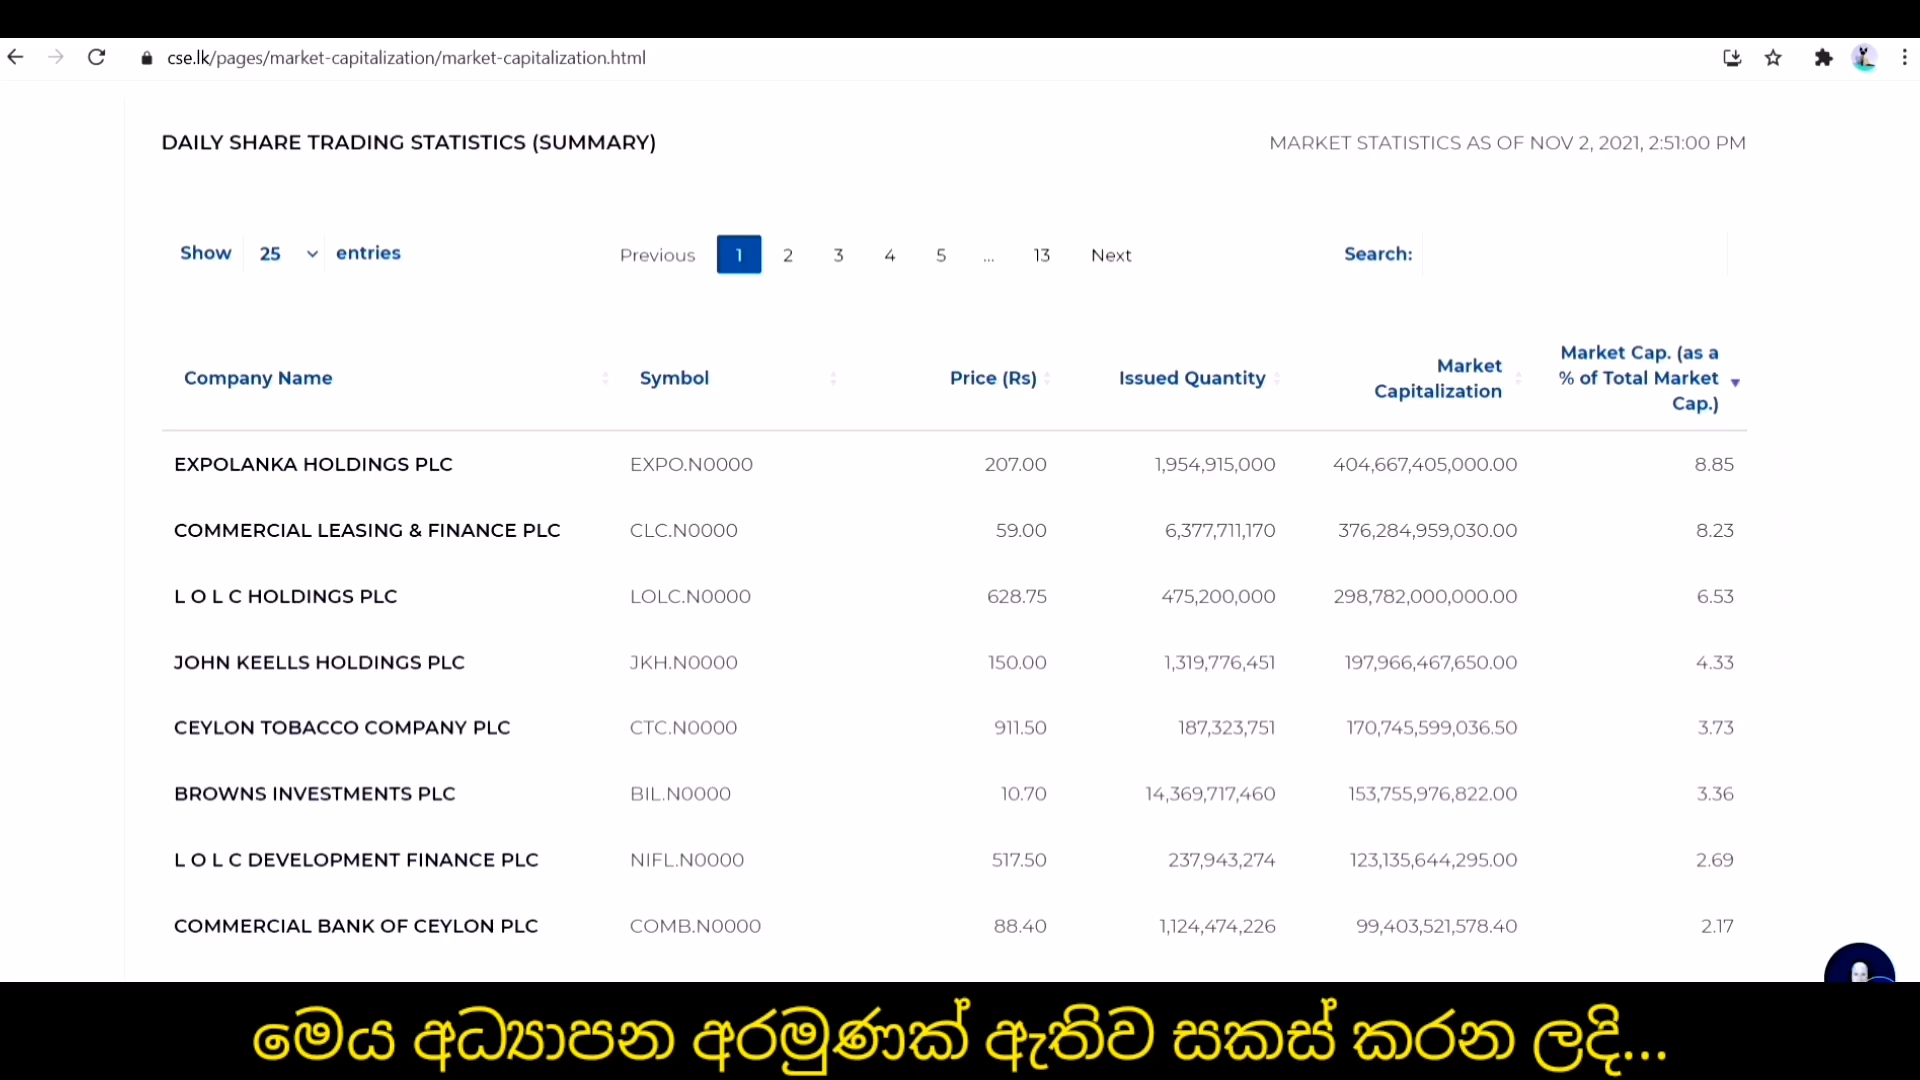 cse.lk/pages/market-capitalization/market-capitalization.html
DAILY SHARE TRADING STATISTICS (SUMMARY) MARKET STATISTICS AS OF NOV 2, 2021, 2:51:00 PM
Show 25 entries Previous 1 2 3 4 5 ... 13 Next Search:
Company Name Symbol Price (Rs) Issued Quantity Market Capitalization Market Cap. (as a % of Total Market Cap.)
EXPOLANKA HOLDINGS PLC EXPO.N0000 207.00 1,954,915,000 404,667,405,000.00 8.85
COMMERCIAL LEASING & FINANCE PLC CLC.N0000 59.00 6,377,711,170 376,284,959,030.00 8.23
L O L C HOLDINGS PLC LOLC.N0000 628.75 475,200,000 298,782,000,000.00 6.53
JOHN KEELLS HOLDINGS PLC JKH.N0000 150.00 1,319,776,451 197,966,467,650.00 4.33
CEYLON TOBACCO COMPANY PLC CTC.N0000 911.50 187,323,751 170,745,599,036.50 3.73
BROWNS INVESTMENTS PLC BIL.N0000 10.70 14,369,717,460 153,755,976,822.00 3.36
L O L C DEVELOPMENT FINANCE PLC NIFL.N0000 517.50 237,943,274 123,135,644,295.00 2.69
COMMERCIAL BANK OF CEYLON PLC COMB.N0000 88.40 1,124,474,226 99,403,521,578.40 2.17
මෙය අධ්‍යාපන අරමුණක් ඇතිව සකස් කරන ලදි...